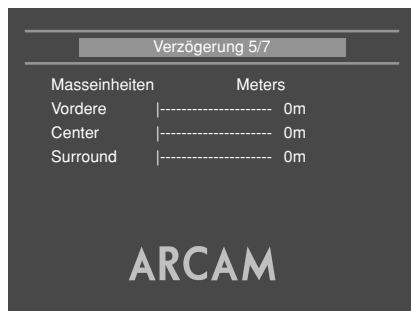 Verzögerung 5/7
Masseinheiten Meters
Vordere |--------------------- 0m
Center |--------------------- 0m
Surround |--------------------- 0m
ARCAM